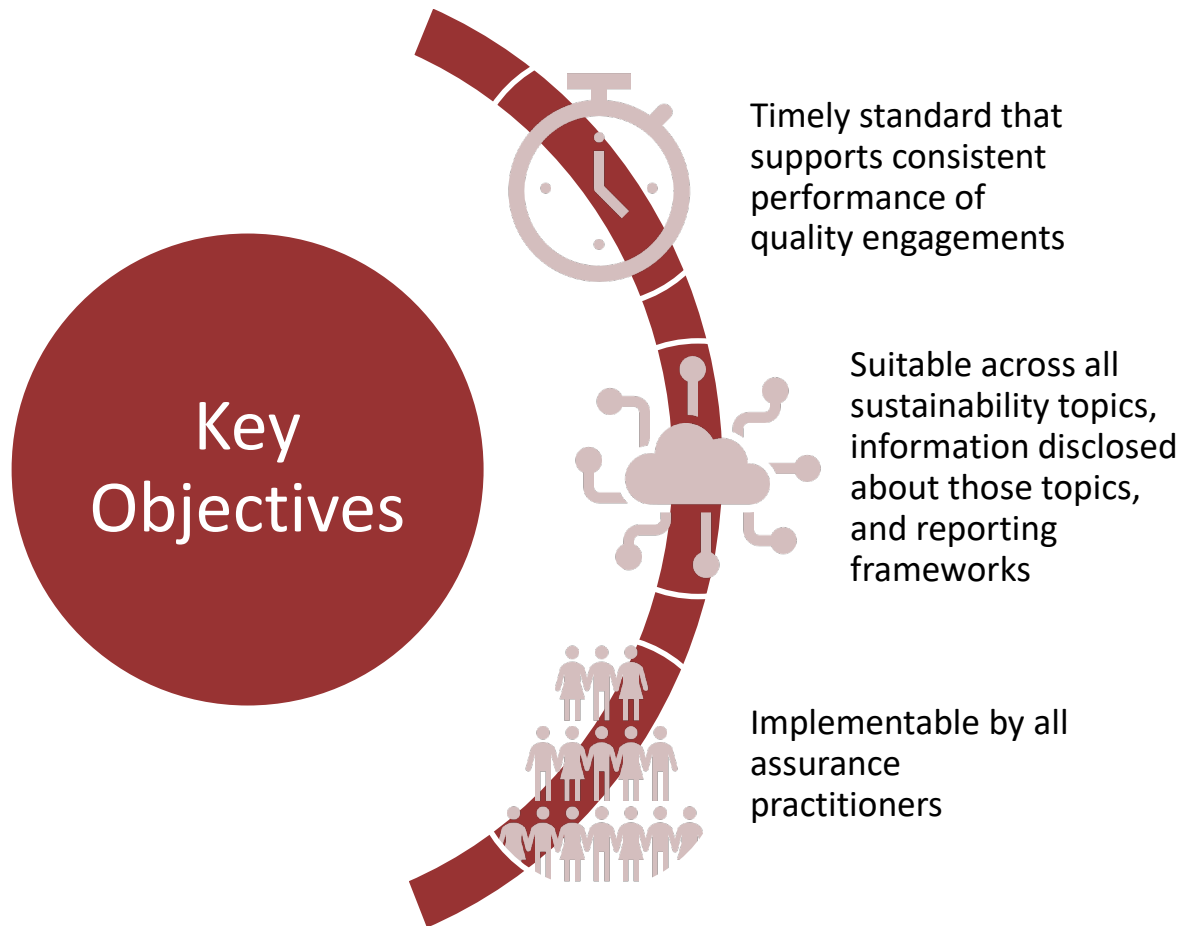 Key
Objectives
Timely standard that
supports consistent
performance of
quality engagements
Suitable across all
sustainability topics,
information disclosed
about those topics,
and reporting
frameworks
Implementable by all
assurance
practitioners